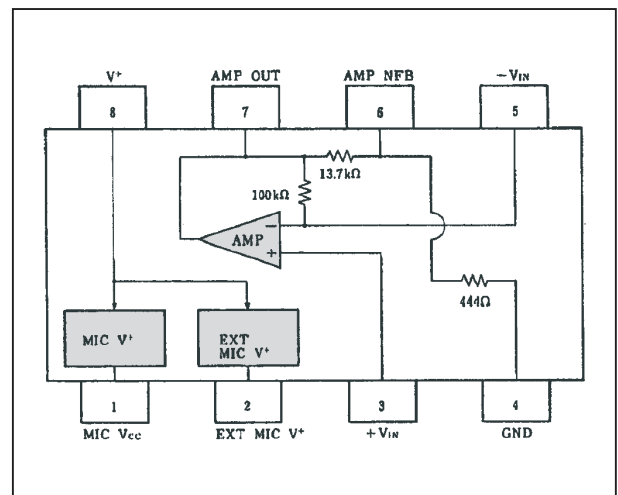 V⁺ AMP OUT AMP NFB −VIN
8 7 6 5
13.7kΩ
100kΩ
−
AMP
+
444Ω
MIC V⁺ EXT
MIC V⁺
1 2 3 4
MIC Vcc EXT MIC V⁺ +VIN GND